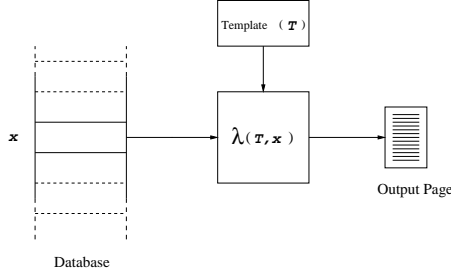 Template ( T )
x
λ( T, x )
Output Page
Database